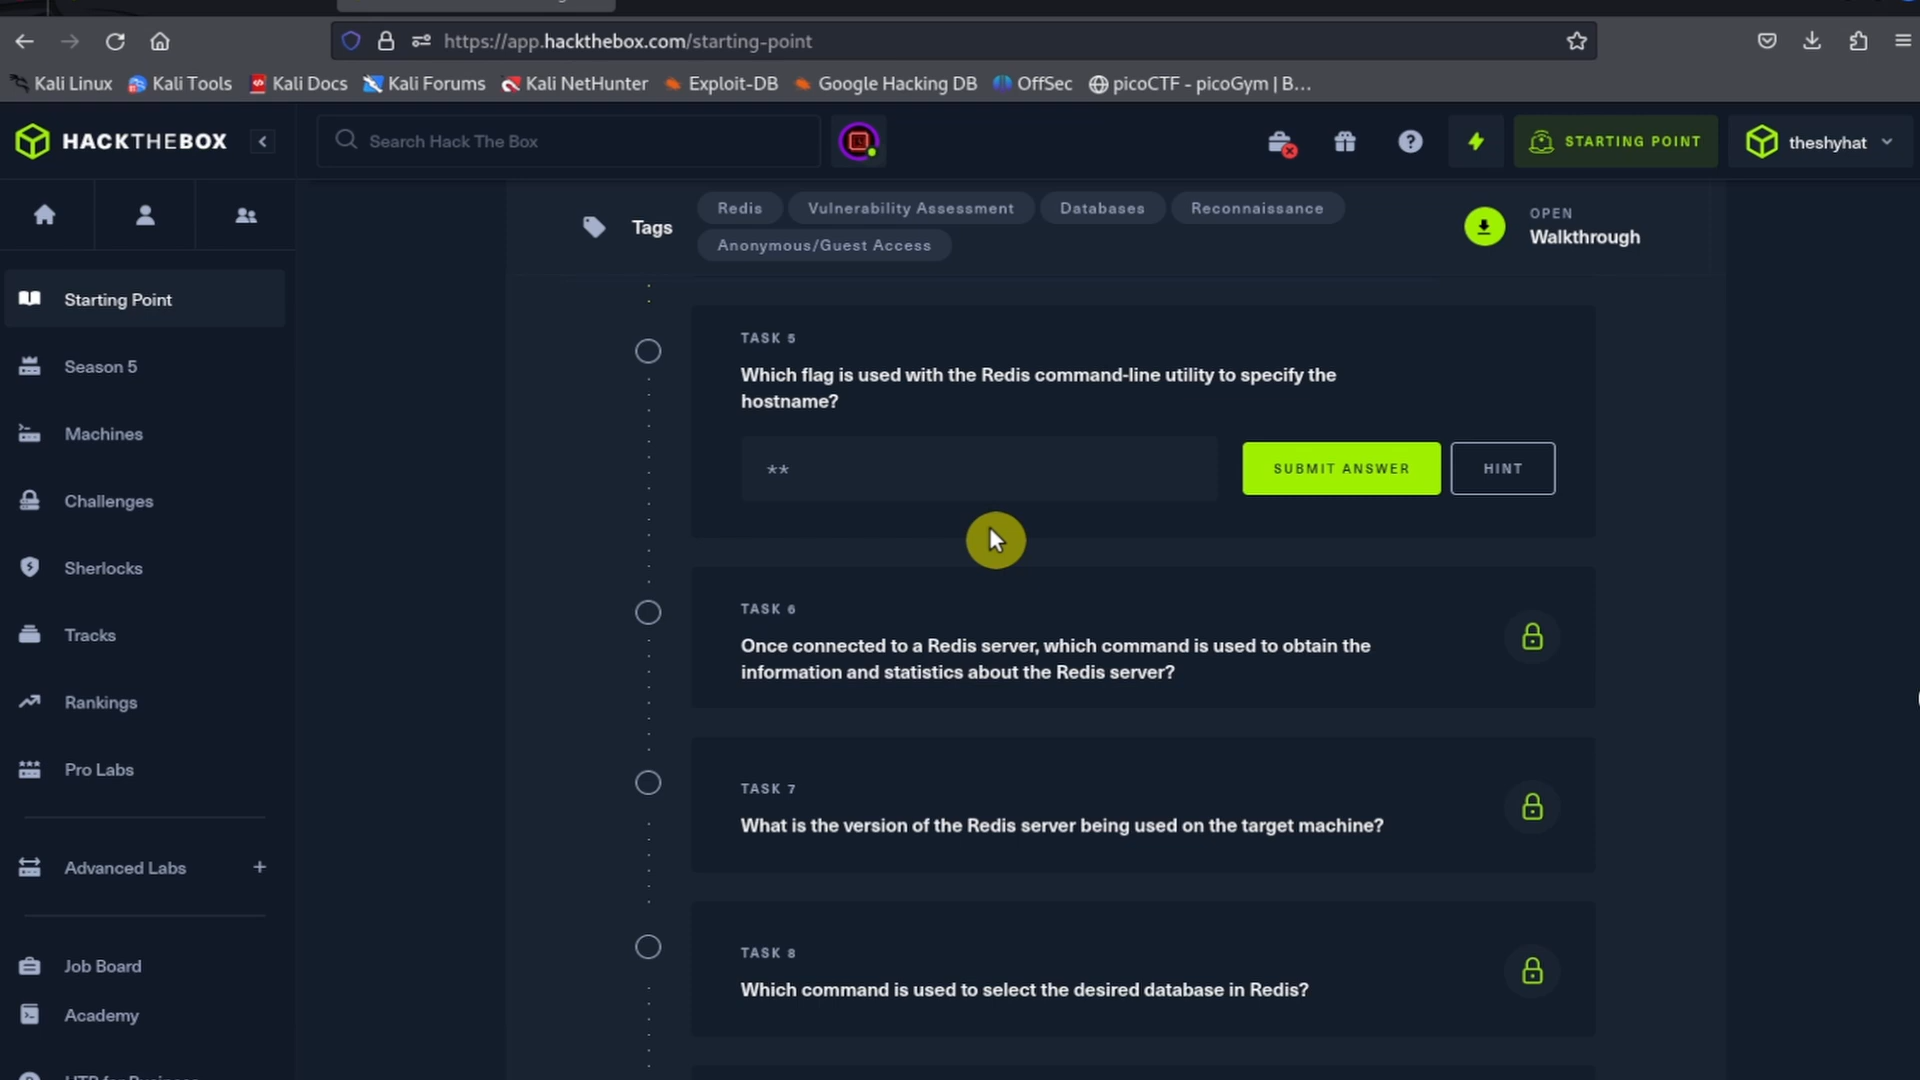 https://app.hackthebox.com/starting-point
Kali Linux
Kali Tools
Kali Docs
Kali Forums
Kali NetHunter
Exploit-DB
Google Hacking DB
OffSec
picoCTF - picoGym | B...
HACKTHEBOX
Search Hack The Box
STARTING POINT
theshyhat
Starting Point
Season 5
Machines
Challenges
Sherlocks
Tracks
Rankings
Pro Labs
Advanced Labs
+
Job Board
Academy
Tags
Redis
Vulnerability Assessment
Databases
Reconnaissance
Anonymous/Guest Access
OPEN
Walkthrough
TASK 5
Which flag is used with the Redis command-line utility to specify the
hostname?
**
SUBMIT ANSWER
HINT
TASK 6
Once connected to a Redis server, which command is used to obtain the
information and statistics about the Redis server?
TASK 7
What is the version of the Redis server being used on the target machine?
TASK 8
Which command is used to select the desired database in Redis?